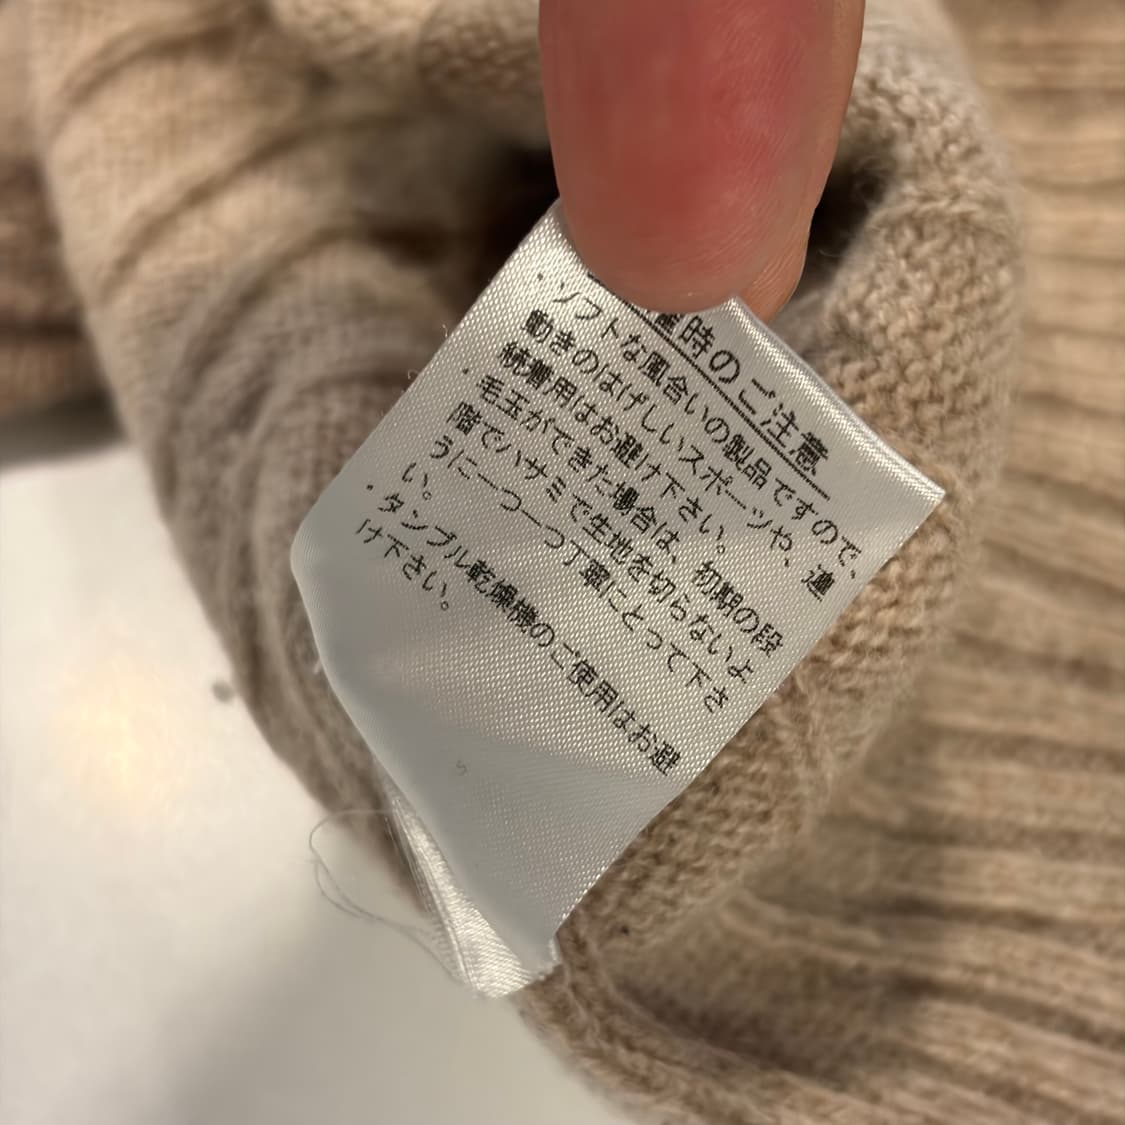 時のご注意
・ソフトな風合いの製品ですので、
動きのはげしいスポーツや、連
続着用はお避け下さい。
・毛玉ができた場合は、初期の段
階でハサミで生地を切らないよ
うに一つ一つ丁寧にとって下さ
い。
・タンブル乾燥機のご使用はお避
け下さい。